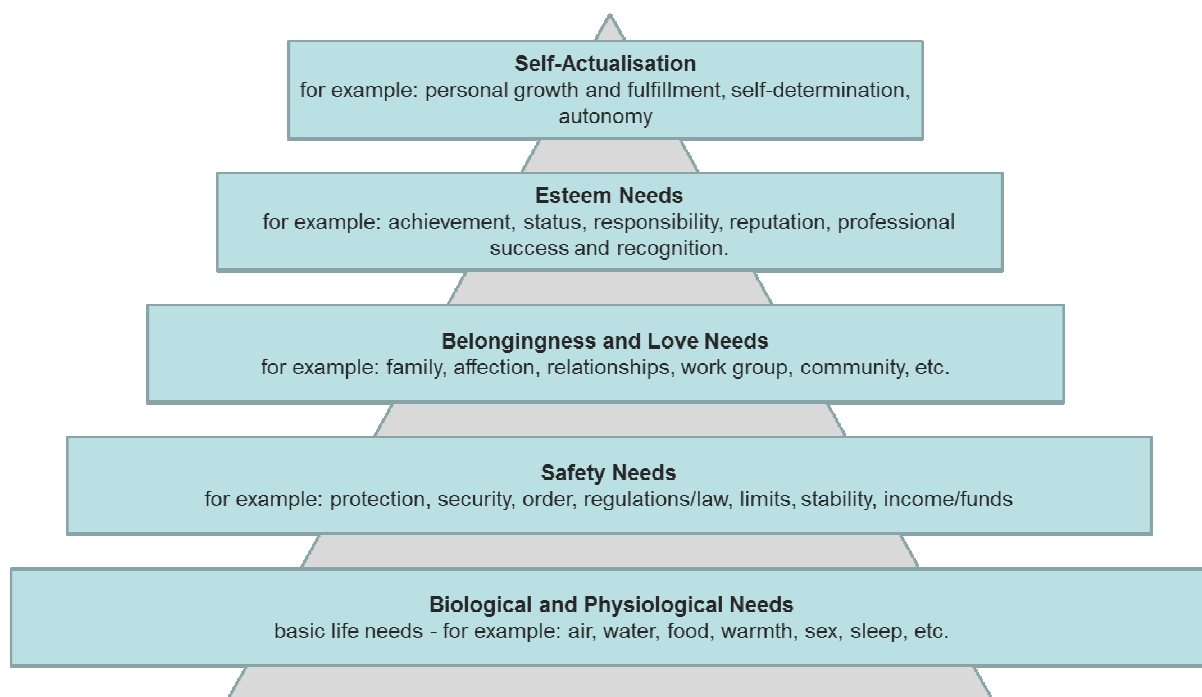 Self-Actualisation
for example: personal growth and fulfillment, self-determination,
autonomy
Esteem Needs
for example: achievement, status, responsibility, reputation, professional
success and recognition.
Belongingness and Love Needs
for example: family, affection, relationships, work group, community, etc.
Safety Needs
for example: protection, security, order, regulations/law, limits, stability, income/funds
Biological and Physiological Needs
basic life needs - for example: air, water, food, warmth, sex, sleep, etc.